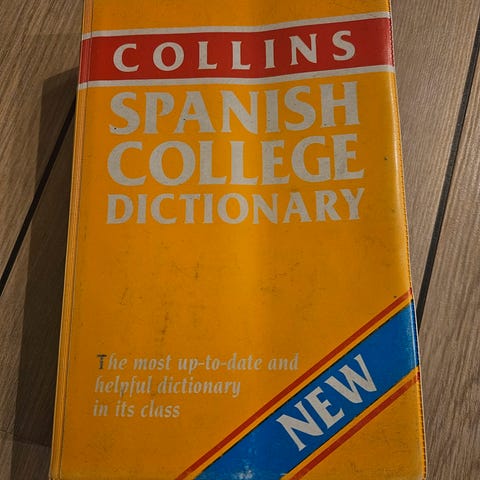 COLLINS
SPANISH
COLLEGE
DICTIONARY
The most up-to-date and
helpful dictionary
in its class
NEW